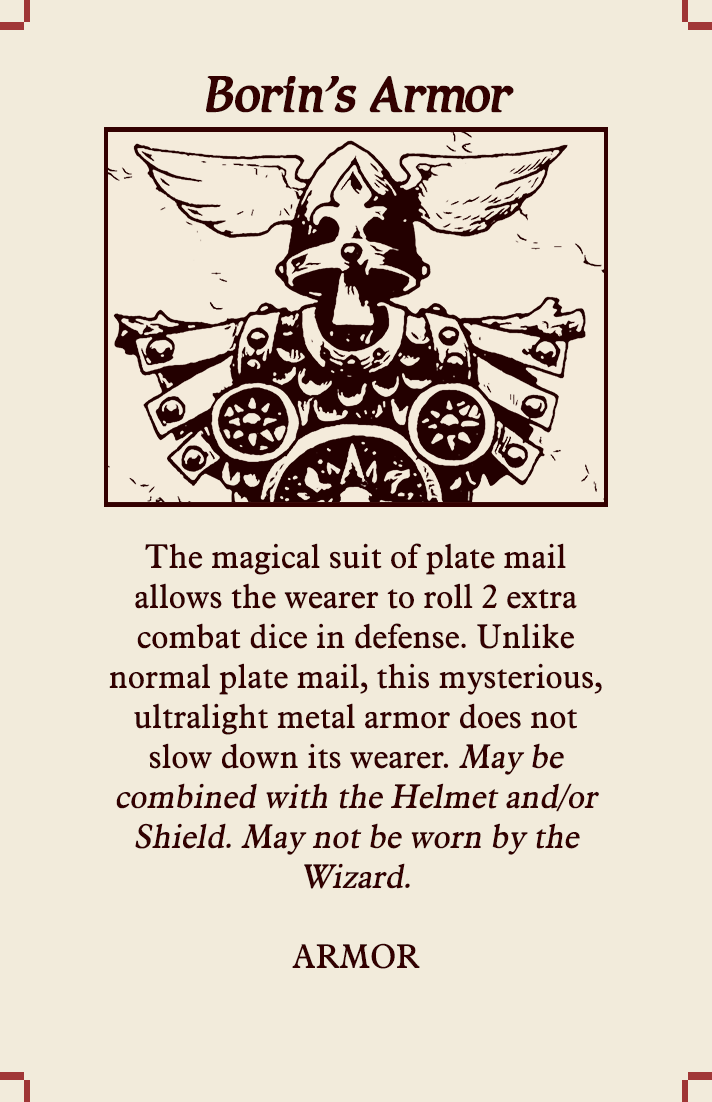 Borin’s Armor
The magical suit of plate mail
allows the wearer to roll 2 extra
combat dice in defense. Unlike
normal plate mail, this mysterious,
ultralight metal armor does not
slow down its wearer. May be
combined with the Helmet and/or
Shield. May not be worn by the
Wizard.
ARMOR